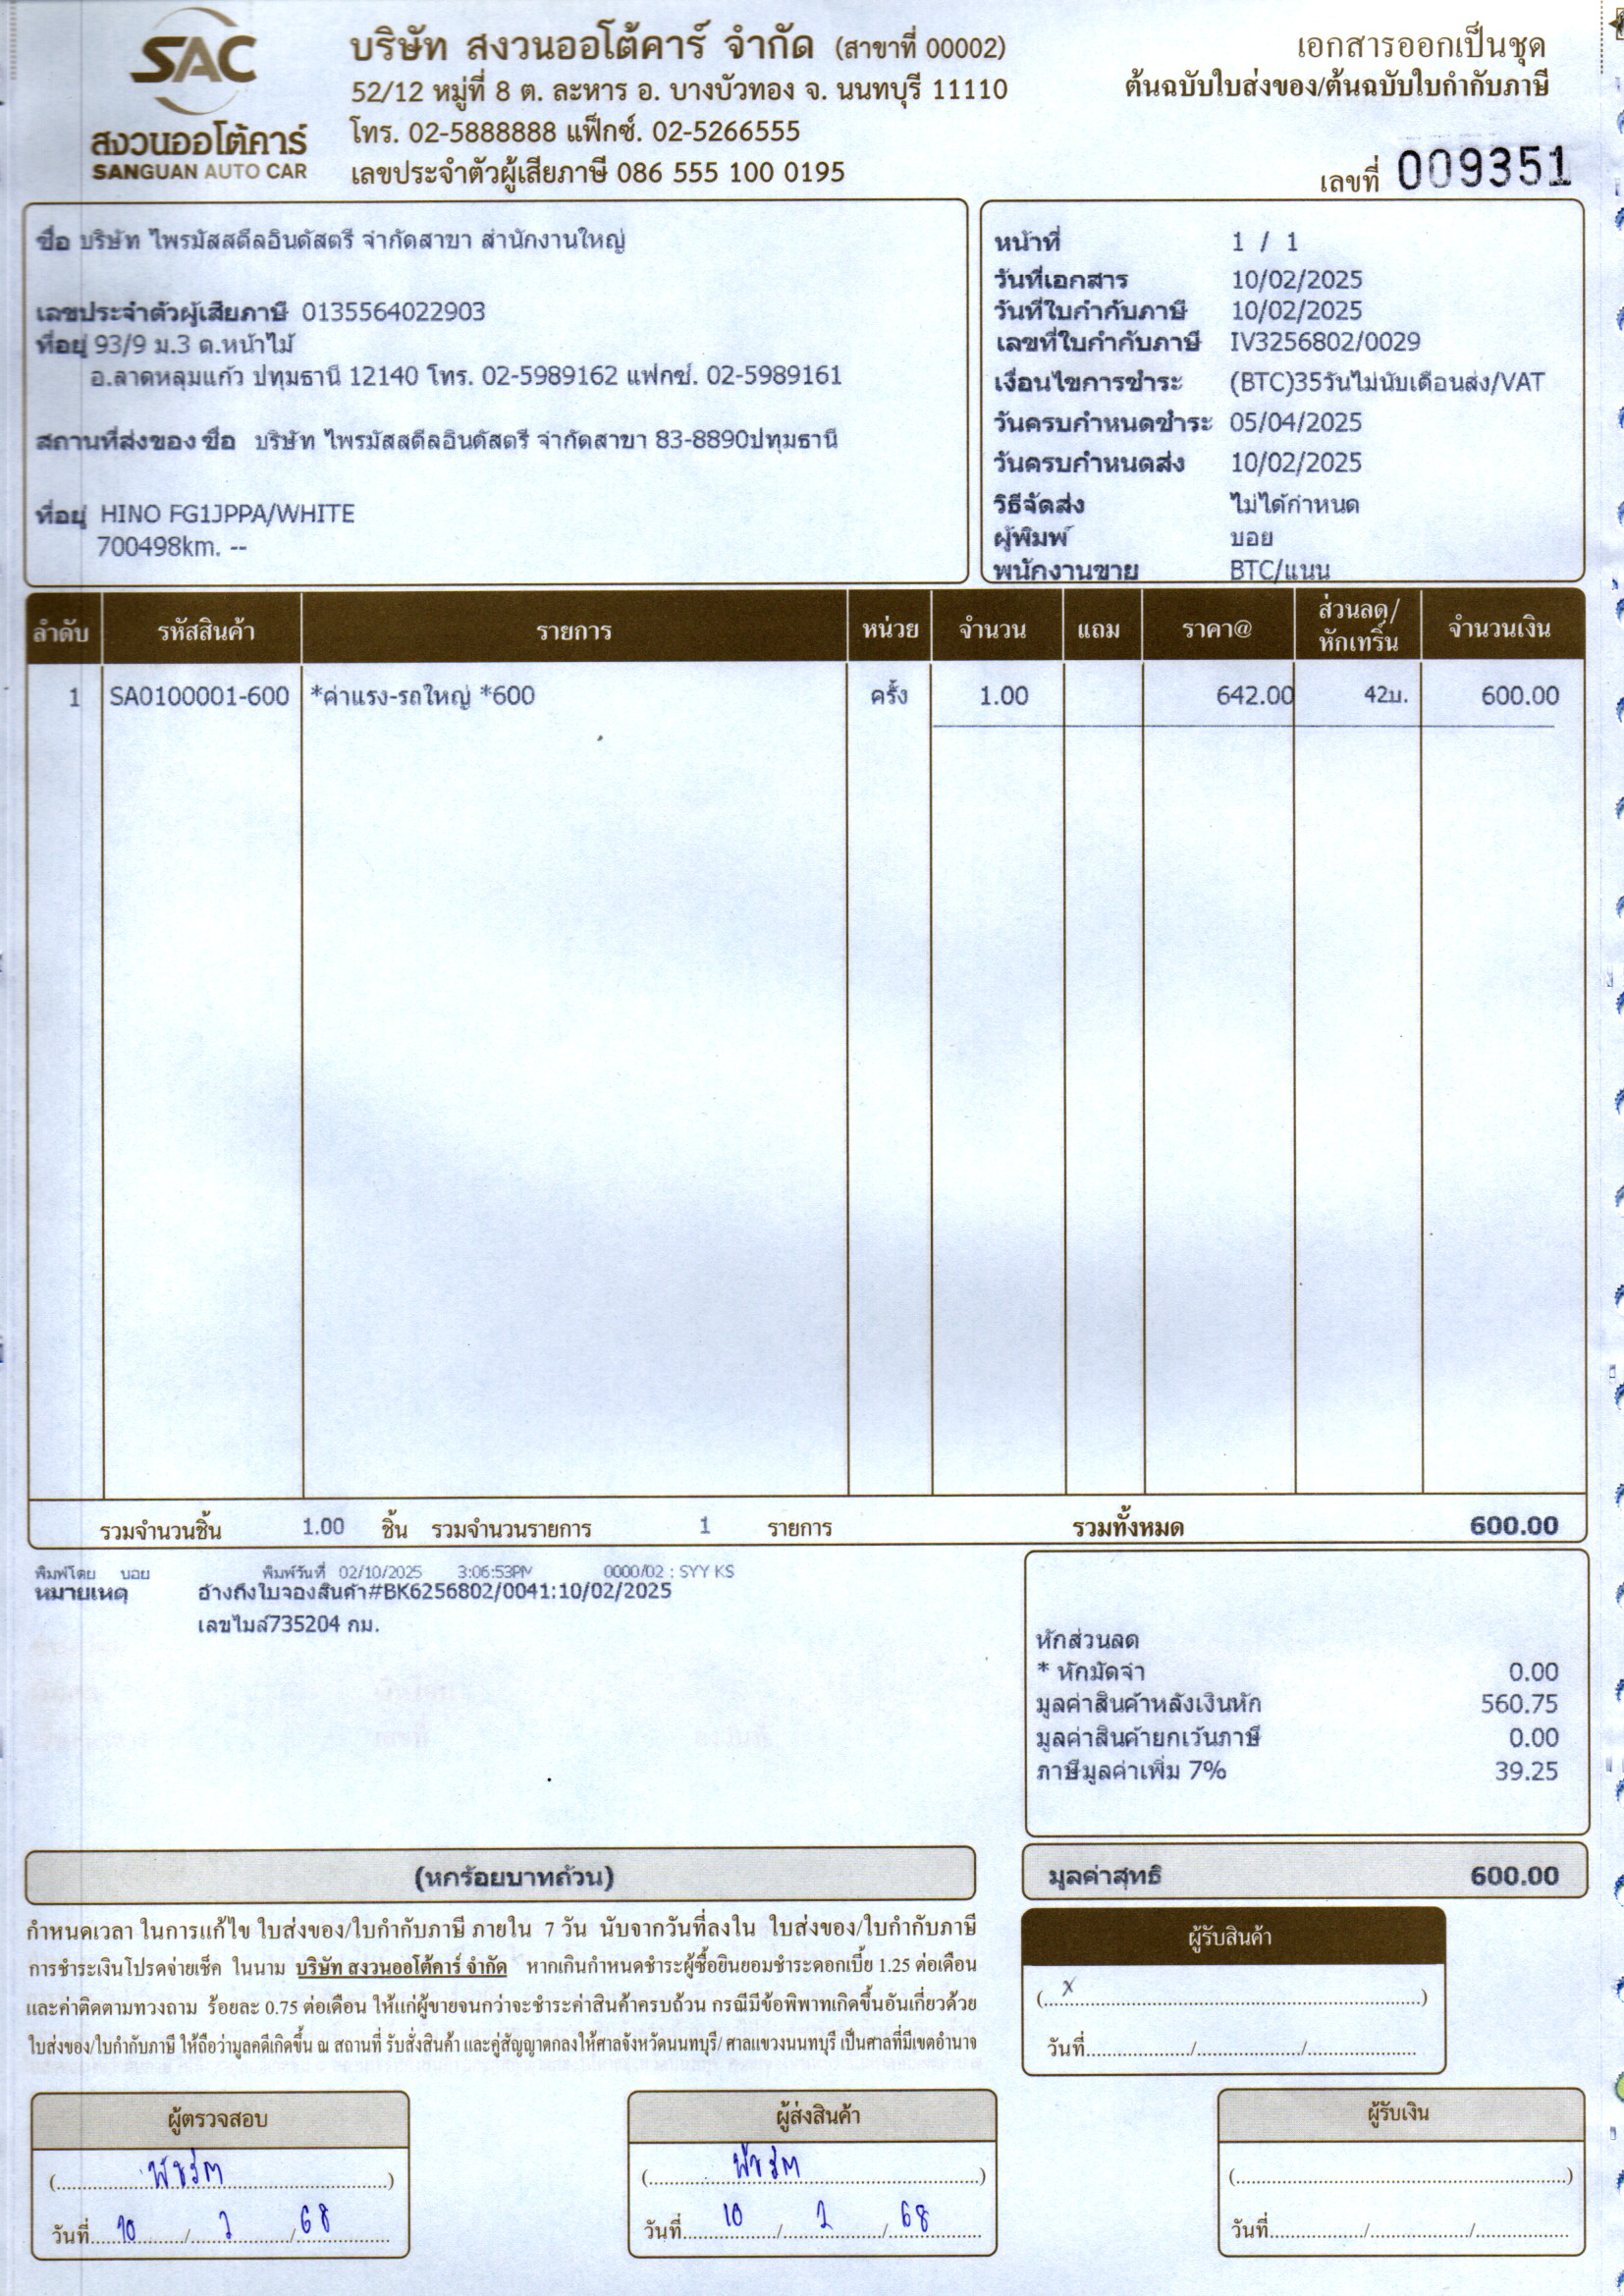 SAC
สงวนออโต้คาร์
SANGUAN AUTO CAR
บริษัท สงวนออโต้คาร์ จำกัด (สาขาที่ 00002)
52/12 หมู่ที่ 8 ต. ละหาร อ. บางบัวทอง จ. นนทบุรี 11110
โทร. 02-5888888 แฟ็กซ์. 02-5266555
เลขประจำตัวผู้เสียภาษี 086 555 100 0195
เอกสารออกเป็นชุด
ต้นฉบับใบส่งของ/ต้นฉบับใบกำกับภาษี
เลขที่ 009351
ชื่อ บริษัท ไพรมัสสตีลอินดัสตรี จำกัดสาขา สำนักงานใหญ่
เลขประจำตัวผู้เสียภาษี 0135564022903
ที่อยู่ 93/9 ม.3 ต.หน้าไม้
อ.ลาดหลุมแก้ว ปทุมธานี 12140 โทร. 02-5989162 แฟกซ์. 02-5989161
สถานที่ส่งของ ชื่อ บริษัท ไพรมัสสตีลอินดัสตรี จำกัดสาขา 83-8890ปทุมธานี
ที่อยู่ HINO FG1JPPA/WHITE
700498km. --
หน้าที่ 1 / 1
วันที่เอกสาร 10/02/2025
วันที่ใบกำกับภาษี 10/02/2025
เลขที่ใบกำกับภาษี IV3256802/0029
เงื่อนไขการชำระ (BTC)35วันไม่นับเดือนส่ง/VAT
วันครบกำหนดชำระ 05/04/2025
วันครบกำหนดส่ง 10/02/2025
วิธีจัดส่ง ไม่ได้กำหนด
ผู้พิมพ์ บอย
พนักงานขาย BTC/แนน
ลำดับ รหัสสินค้า รายการ หน่วย จำนวน แถม ราคา@ ส่วนลด/หักเทริ์น จำนวนเงิน
1 SA0100001-600 *ค่าแรง-รถใหญ่ *600 ครั้ง 1.00 642.00 42บ. 600.00
รวมจำนวนชิ้น 1.00 ชิ้น รวมจำนวนรายการ 1 รายการ รวมทั้งหมด 600.00
พิมพ์โดย บอย พิมพ์วันที่ 02/10/2025 3:06:53PM 0000/02 : SYY KS
หมายเหตุ อ้างถึงใบจองสินค้า#BK6256802/0041:10/02/2025
เลขไมล์735204 กม.
หักส่วนลด
* หักมัดจำ 0.00
มูลค่าสินค้าหลังเงินหัก 560.75
มูลค่าสินค้ายกเว้นภาษี 0.00
ภาษีมูลค่าเพิ่ม 7% 39.25
(หกร้อยบาทถ้วน)
มูลค่าสุทธิ 600.00
กำหนดเวลา ในการแก้ไข ใบส่งของ/ใบกำกับภาษี ภายใน 7 วัน นับจากวันที่ลงใน ใบส่งของ/ใบกำกับภาษี
การชำระเงินโปรดจ่ายเช็ค ในนาม บริษัท สงวนออโต้คาร์ จำกัด หากเกินกำหนดชำระผู้ซื้อยินยอมชำระดอกเบี้ย 1.25 ต่อเดือน
และค่าติดตามทวงถาม ร้อยละ 0.75 ต่อเดือน ให้แก่ผู้ขายจนกว่าจะชำระค่าสินค้าครบถ้วน กรณีมีข้อพิพาทเกิดขึ้นอันเกี่ยวด้วย
ใบส่งของ/ใบกำกับภาษี ให้ถือว่ามูลคดีเกิดขึ้น ณ สถานที่ รับสั่งสินค้า และคู่สัญญาตกลงให้ศาลจังหวัดนนทบุรี/ ศาลแขวงนนทบุรี เป็นศาลที่มีเขตอำนาจ
ผู้รับสินค้า
(x)
วันที่ / /
ผู้ตรวจสอบ
วันที่ 10 / 2 / 68
ผู้ส่งสินค้า
วันที่ 10 / 2 / 68
ผู้รับเงิน
( )
วันที่ / /